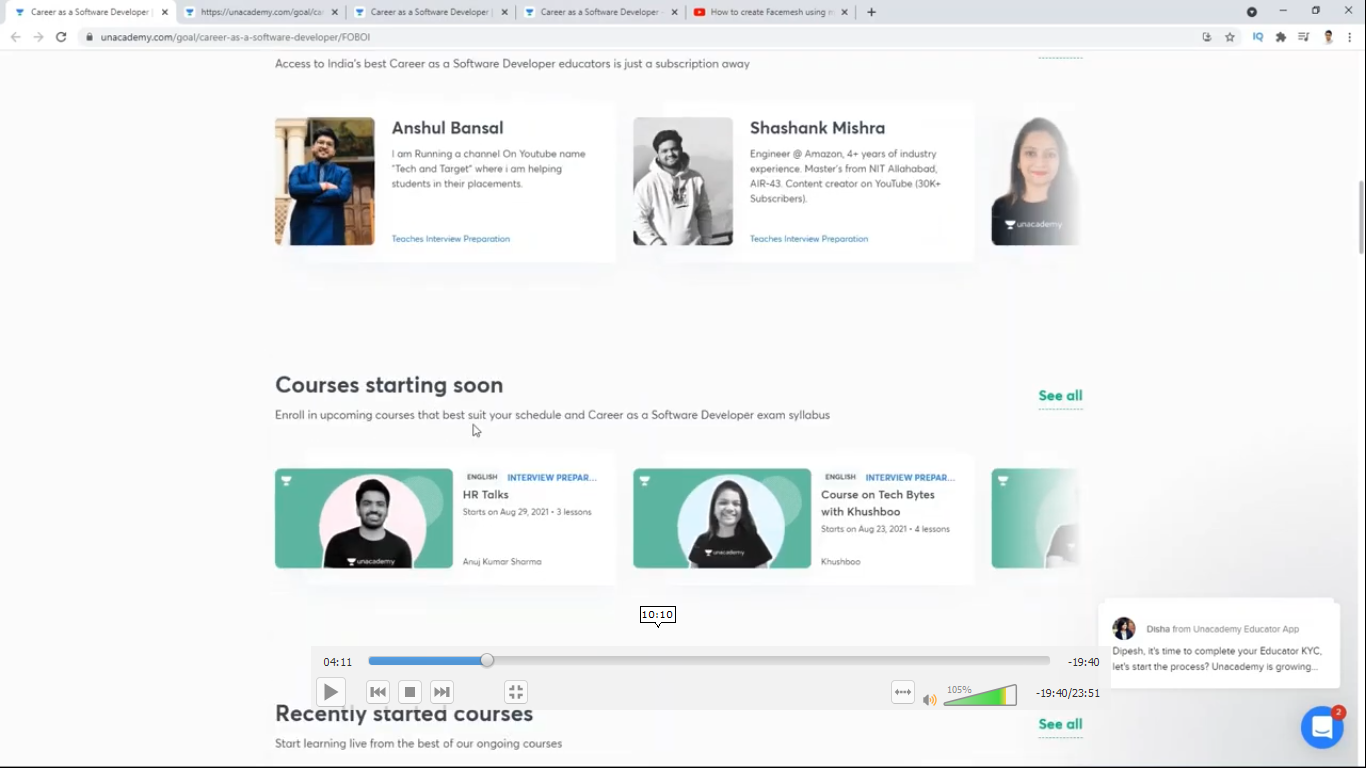 Career as a Software Developer |
https://unacademy.com/goal/car
Career as a Software Developer |
Career as a Software Developer -
How to create Facemesh using m
unacademy.com/goal/career-as-a-software-developer/FOBOI
IQ
Access to India's best Career as a Software Developer educators is just a subscription away
Anshul Bansal
I am Running a channel On Youtube name
"Tech and Target" where i am helping
students in their placements.
Teaches Interview Preparation
Shashank Mishra
Engineer @ Amazon, 4+ years of industry
experience. Master's from NIT Allahabad,
AIR-43. Content creator on YouTube (30K+
Subscribers).
Teaches Interview Preparation
unacademy
Courses starting soon
See all
Enroll in upcoming courses that best suit your schedule and Career as a Software Developer exam syllabus
ENGLISH INTERVIEW PREPAR...
HR Talks
Starts on Aug 29, 2021 • 3 lessons
Anuj Kumar Sharma
unacademy
ENGLISH INTERVIEW PREPAR...
Course on Tech Bytes
with Khushboo
Starts on Aug 23, 2021 • 4 lessons
Khushboo
unacademy
10:10
Disha from Unacademy Educator App
Dipesh, it's time to complete your Educator KYC,
let's start the process? Unacademy is growing...
04:11
-19:40
105%
-19:40/23:51
2
Recently started courses
See all
Start learning live from the best of our ongoing courses